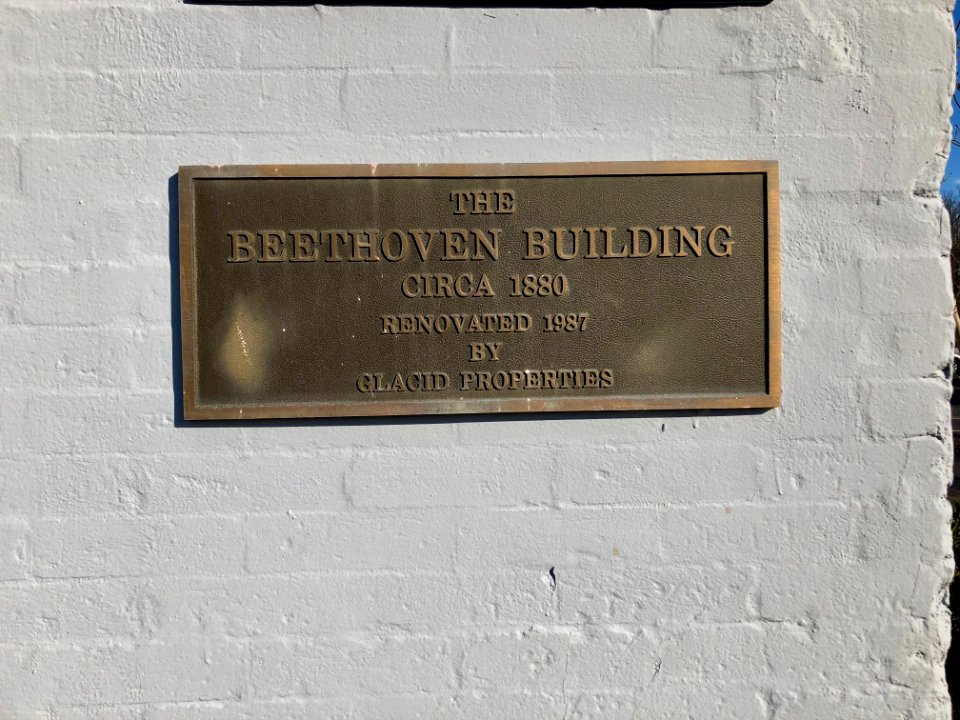 THE
BEETHOVEN BUILDING
CIRCA 1880
RENOVATED 1987
BY
GLACID PROPERTIES